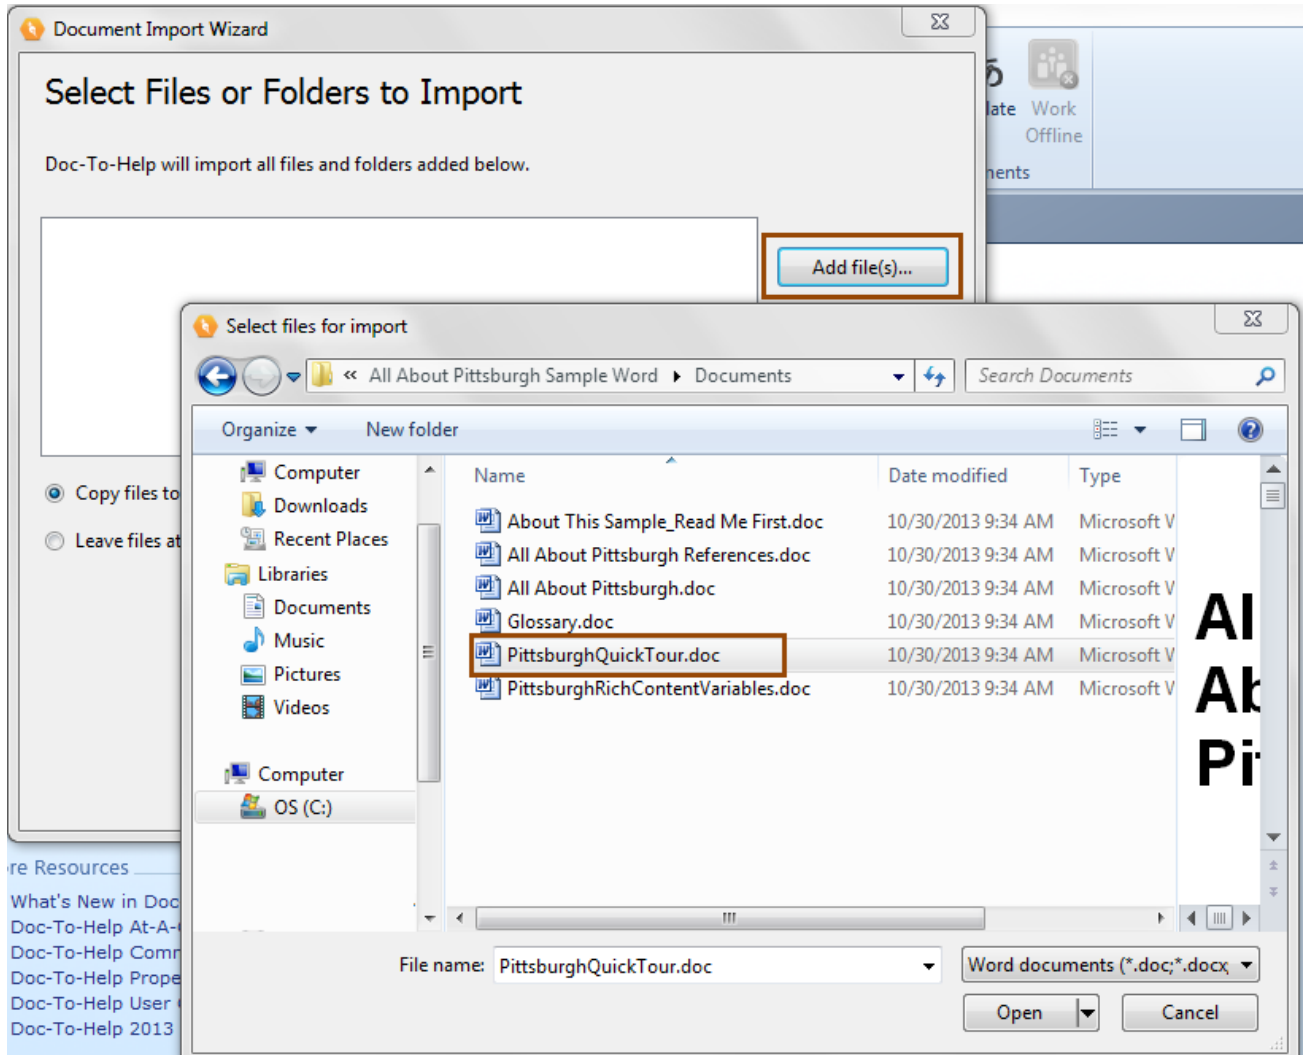 Document Import Wizard
Select Files or Folders to Import
Doc-To-Help will import all files and folders added below.
Add file(s)...
Work
Offline
Copy files to
Leave files at
Select files for import
« All About Pittsburgh Sample Word ▸ Documents
Search Documents
Organize
New folder
Name Date modified Type
Computer
Downloads
Recent Places
Libraries
Documents
Music
Pictures
Videos
Computer
OS (C:)
About This Sample_Read Me First.doc 10/30/2013 9:34 AM Microsoft W
All About Pittsburgh References.doc 10/30/2013 9:34 AM Microsoft W
All About Pittsburgh.doc 10/30/2013 9:34 AM Microsoft W
Glossary.doc 10/30/2013 9:34 AM Microsoft W
PittsburghQuickTour.doc 10/30/2013 9:34 AM Microsoft W
PittsburghRichContentVariables.doc 10/30/2013 9:34 AM Microsoft W
Al
Ab
Pi
re Resources
What's New in Doc
Doc-To-Help At-A-
Doc-To-Help Com
Doc-To-Help Prope
Doc-To-Help User
Doc-To-Help 2013
File name: PittsburghQuickTour.doc
Word documents (*.doc;*.docx
Open
Cancel